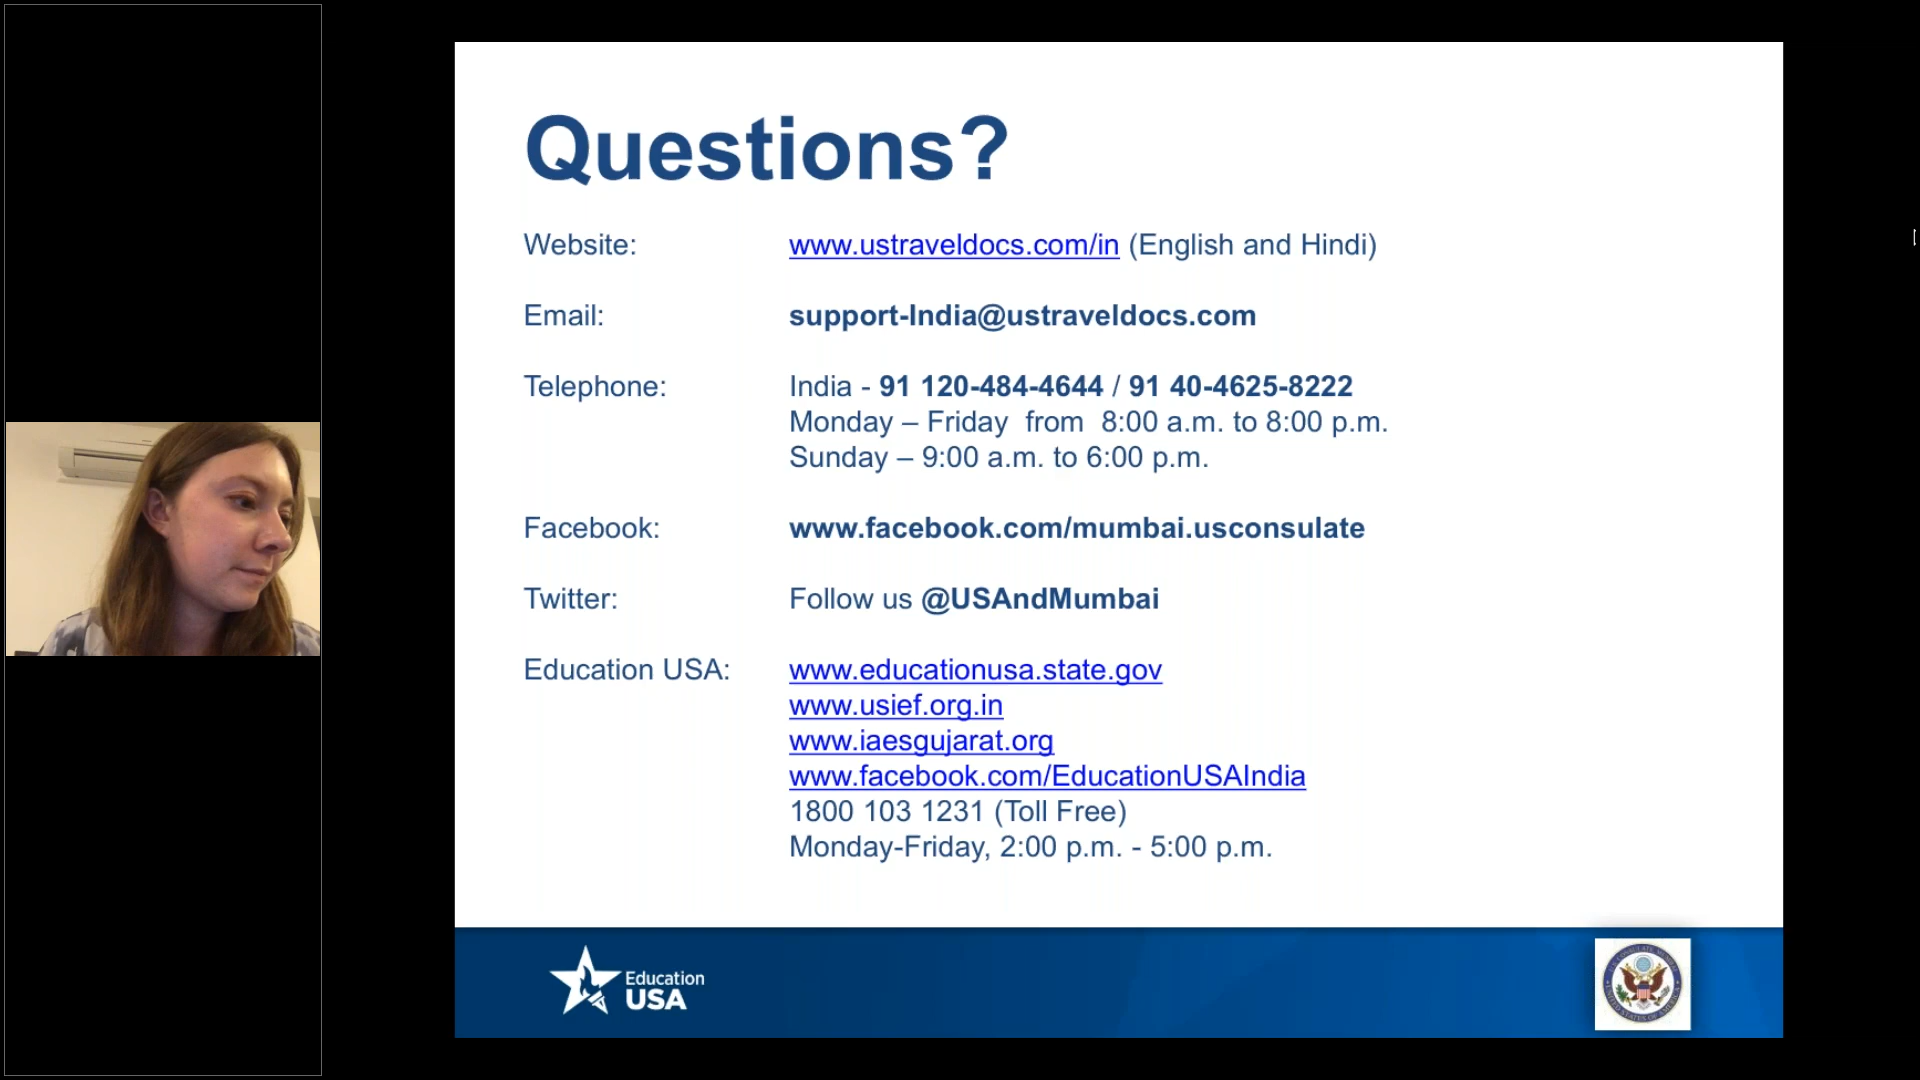 Questions?
Website: www.ustraveldocs.com/in (English and Hindi)
Email: support-India@ustraveldocs.com
Telephone: India - 91 120-484-4644 / 91 40-4625-8222
Monday – Friday from 8:00 a.m. to 8:00 p.m.
Sunday – 9:00 a.m. to 6:00 p.m.
Facebook: www.facebook.com/mumbai.usconsulate
Twitter: Follow us @USAndMumbai
Education USA: www.educationusa.state.gov
www.usief.org.in
www.iaesgujarat.org
www.facebook.com/EducationUSAIndia
1800 103 1231 (Toll Free)
Monday-Friday, 2:00 p.m. - 5:00 p.m.
Education
USA